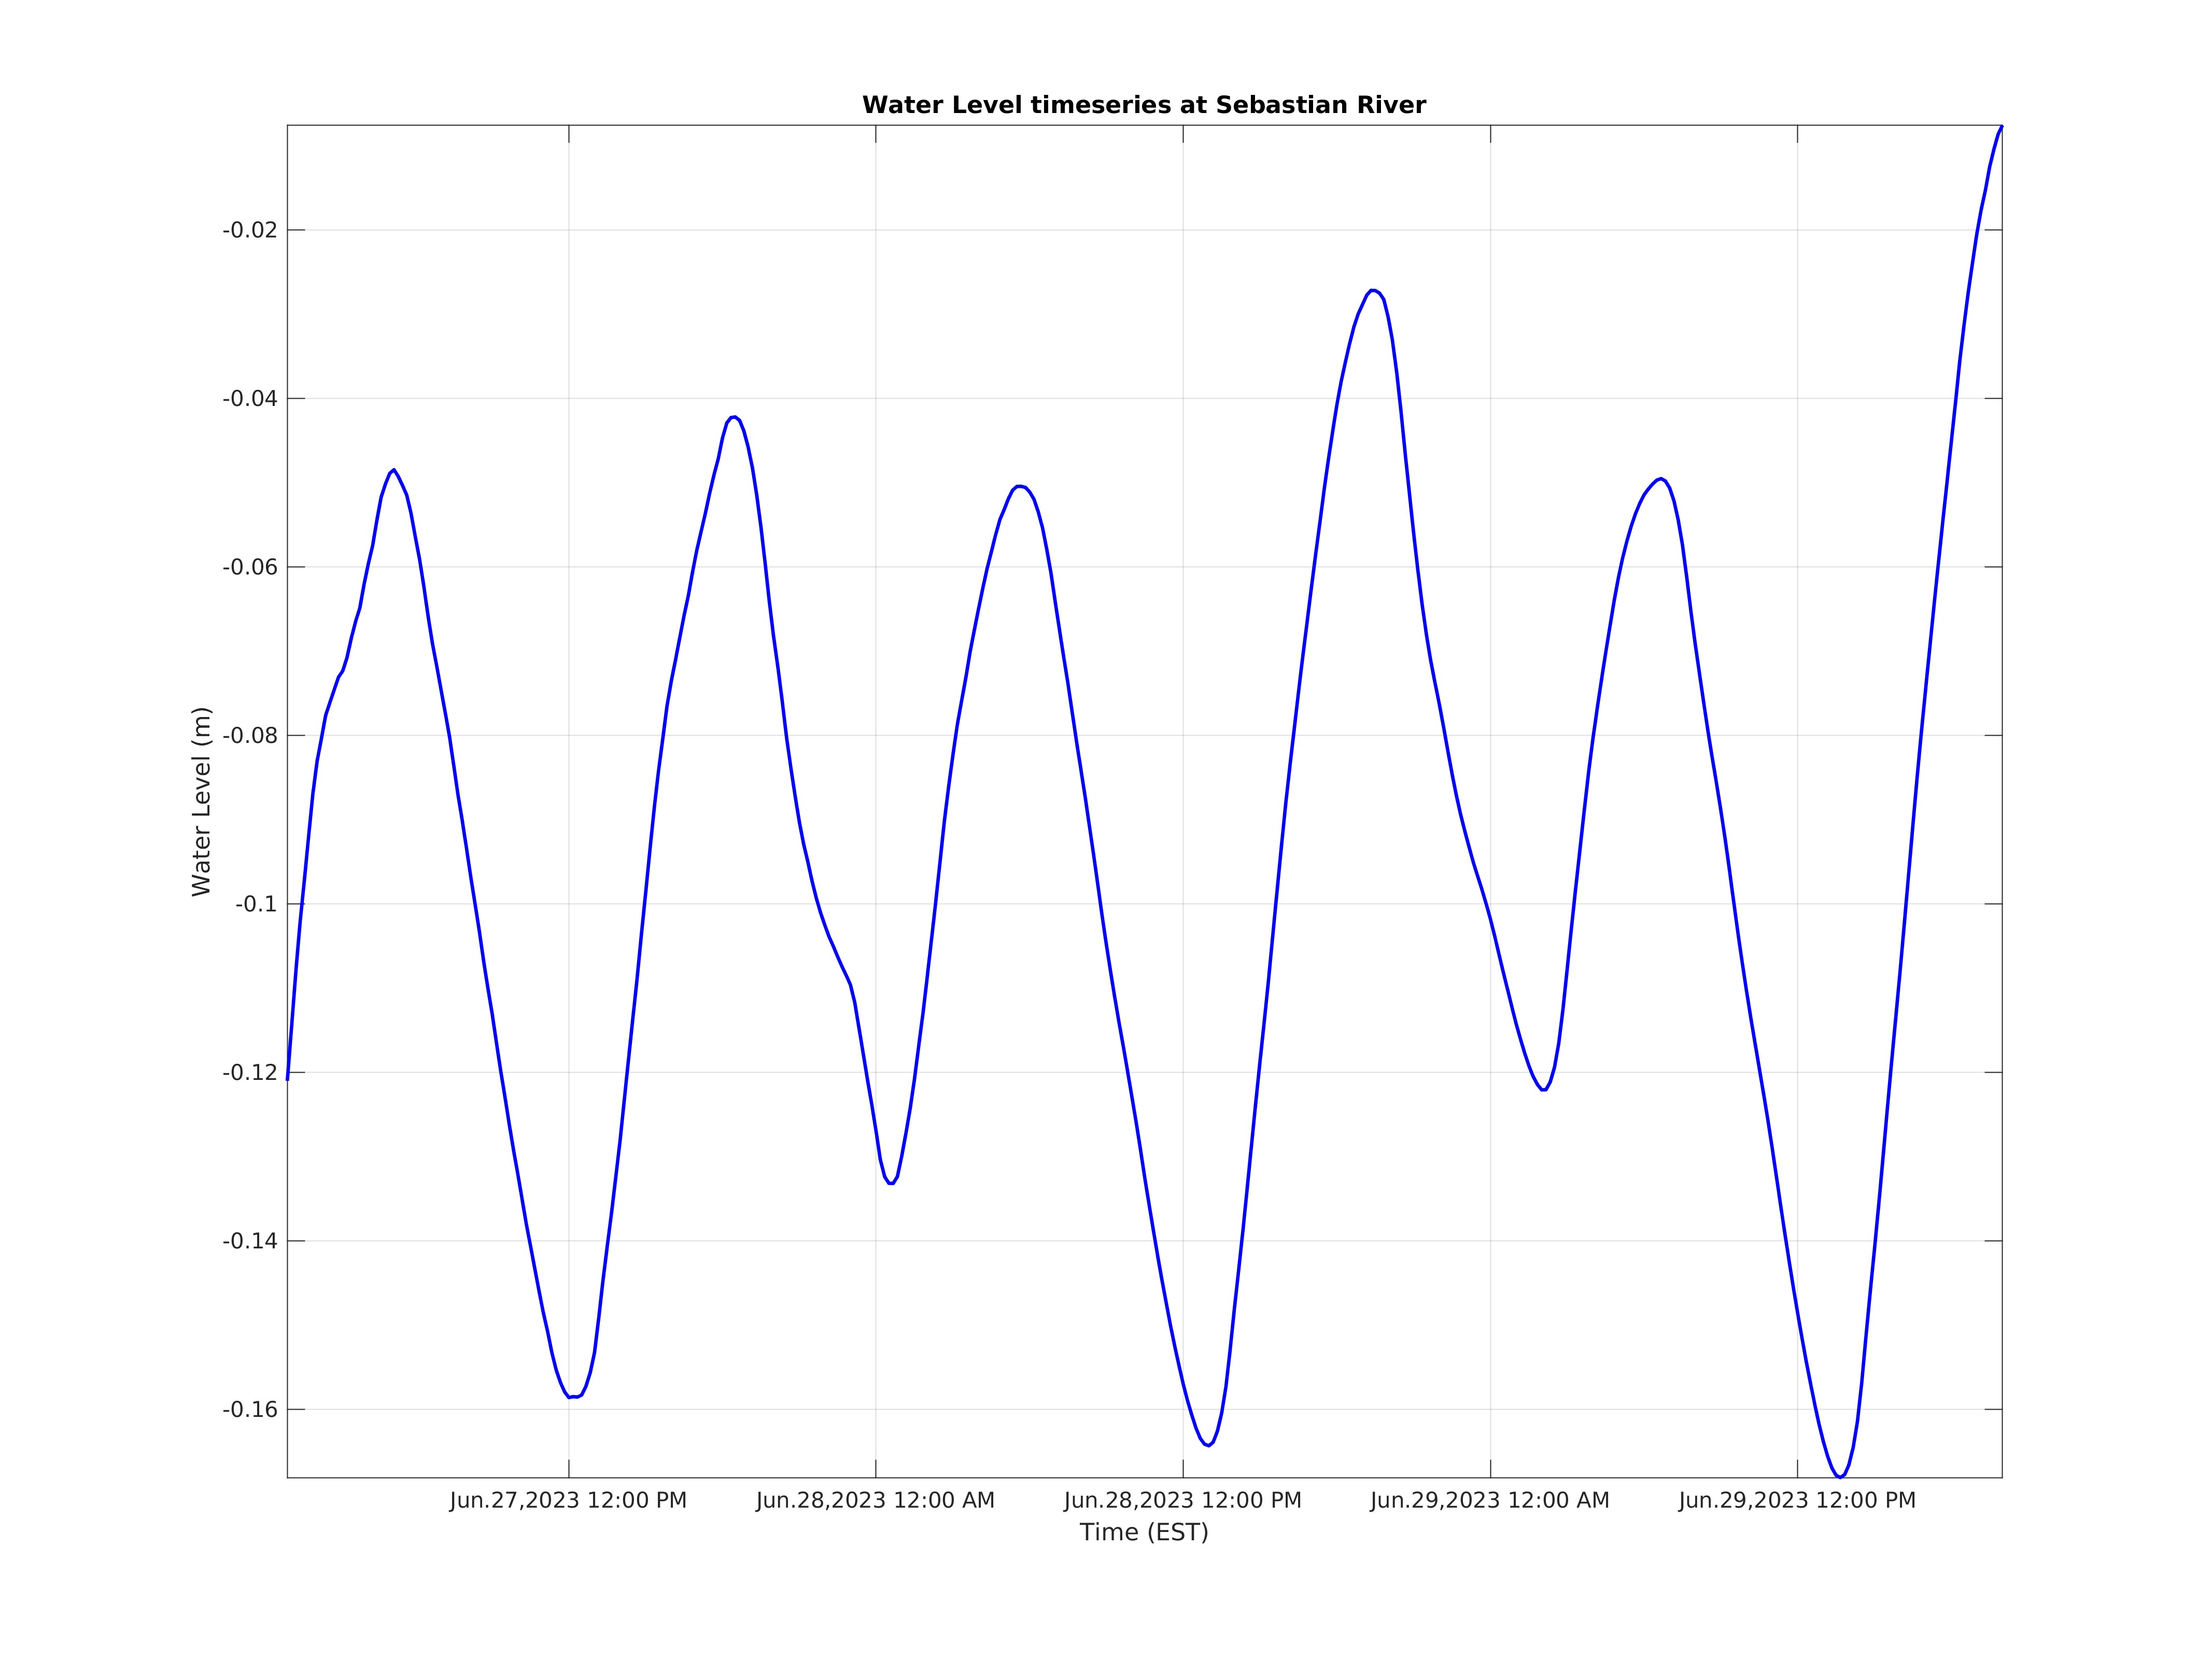 Water Level timeseries at Sebastian River
-0.02
-0.04
-0.06
-0.08
-0.1
-0.12
-0.14
-0.16
Water Level (m)
Jun.27,2023 12:00 PM
Jun.28,2023 12:00 AM
Jun.28,2023 12:00 PM
Jun.29,2023 12:00 AM
Jun.29,2023 12:00 PM
Time (EST)